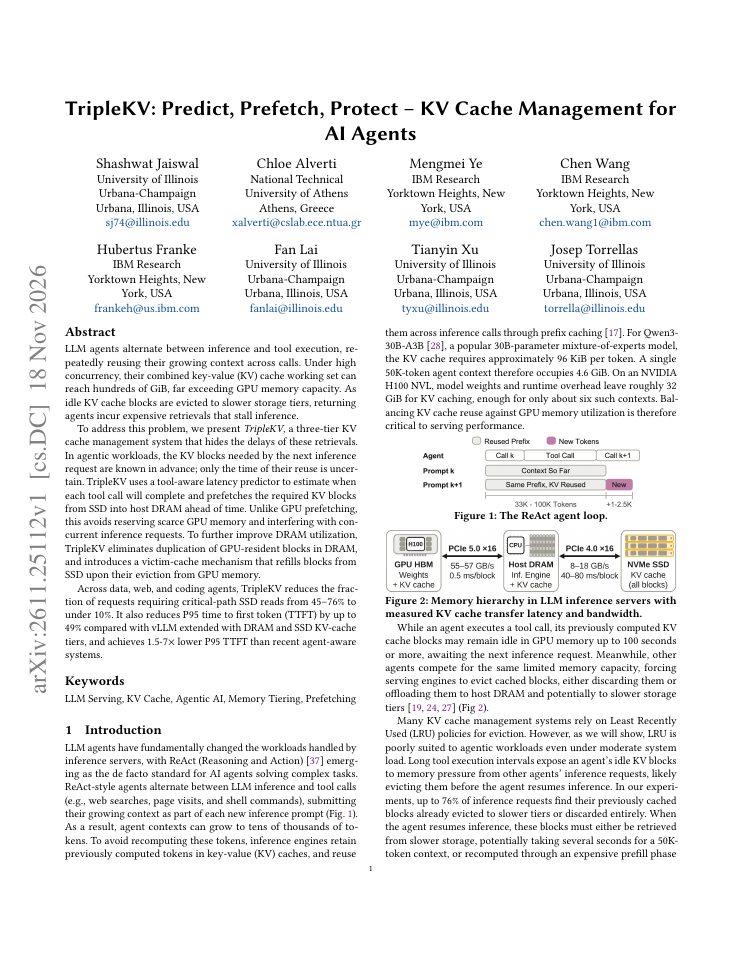 TripleKV: Predict, Prefetch, Protect – KV Cache Management for
AI Agents
Shashwat Jaiswal
University of Illinois
Urbana-Champaign
Urbana, Illinois, USA
sj74@illinois.edu
Chloe Alverti
National Technical
University of Athens
Athens, Greece
xalverti@cslab.ece.ntua.gr
Mengmei Ye
IBM Research
Yorktown Heights, New
York, USA
mye@ibm.com
Chen Wang
IBM Research
Yorktown Heights, New
York, USA
chen.wang1@ibm.com
Hubertus Franke
IBM Research
Yorktown Heights, New
York, USA
frankeh@us.ibm.com
Fan Lai
University of Illinois
Urbana-Champaign
Urbana, Illinois, USA
fanlai@illinois.edu
Tianyin Xu
University of Illinois
Urbana-Champaign
Urbana, Illinois, USA
tyxu@illinois.edu
Josep Torrellas
University of Illinois
Urbana-Champaign
Urbana, Illinois, USA
torrella@illinois.edu
arXiv:2611.25112v1 [cs.DC] 18 Nov 2026
Abstract
LLM agents alternate between inference and tool execution, re-
peatedly reusing their growing context across calls. Under high
concurrency, their combined key-value (KV) cache working set can
reach hundreds of GiB, far exceeding GPU memory capacity. As
idle KV cache blocks are evicted to slower storage tiers, returning
agents incur expensive retrievals that stall inference.
To address this problem, we present TripleKV, a three-tier KV
cache management system that hides the delays of these retrievals.
In agentic workloads, the KV blocks needed by the next inference
request are known in advance; only the time of their reuse is uncer-
tain. TripleKV uses a tool-aware latency predictor to estimate when
each tool call will complete and prefetches the required KV blocks
from SSD into host DRAM ahead of time. Unlike GPU prefetching,
this avoids reserving scarce GPU memory and interfering with con-
current inference requests. To further improve DRAM utilization,
TripleKV eliminates duplication of GPU-resident blocks in DRAM,
and introduces a victim-cache mechanism that refills blocks from
SSD upon their eviction from GPU memory.
Across data, web, and coding agents, TripleKV reduces the frac-
tion of requests requiring critical-path SSD reads from 45–76% to
under 10%. It also reduces P95 time to first token (TTFT) by up to
49% compared with vLLM extended with DRAM and SSD KV-cache
tiers, and achieves 1.5-7× lower P95 TTFT than recent agent-aware
systems.
Keywords
LLM Serving, KV Cache, Agentic AI, Memory Tiering, Prefetching
1 Introduction
LLM agents have fundamentally changed the workloads handled by
inference servers, with ReAct (Reasoning and Action) [37] emerg-
ing as the de facto standard for AI agents solving complex tasks.
ReAct-style agents alternate between LLM inference and tool calls
(e.g., web searches, page visits, and shell commands), submitting
their growing context as part of each new inference prompt (Fig. 1).
As a result, agent contexts can grow to tens of thousands of to-
kens. To avoid recomputing these tokens, inference engines retain
previously computed tokens in key-value (KV) caches, and reuse
them across inference calls through prefix caching [17]. For Qwen3-
30B-A3B [28], a popular 30B-parameter mixture-of-experts model,
the KV cache requires approximately 96 KiB per token. A single
50K-token agent context therefore occupies 4.6 GiB. On an NVIDIA
H100 NVL, model weights and runtime overhead leave roughly 32
GiB for KV caching, enough for only about six such contexts. Bal-
ancing KV cache reuse against GPU memory utilization is therefore
critical to serving performance.
Reused Prefix New Tokens
Agent Call k Tool Call Call k+1
Prompt k Context So Far
Prompt k+1 Same Prefix, KV Reused New
33K - 100K Tokens +1-2.5K
Figure 1: The ReAct agent loop.
H100
GPU HBM
Weights
+ KV cache
PCIe 5.0 ×16
55–57 GB/s
0.5 ms/block
CPU
Host DRAM
Inf. Engine
+ KV cache
PCIe 4.0 ×16
8–18 GB/s
40–80 ms/block
NVMe SSD
KV cache
(all blocks)
Figure 2: Memory hierarchy in LLM inference servers with
measured KV cache transfer latency and bandwidth.
While an agent executes a tool call, its previously computed KV
cache blocks may remain idle in GPU memory up to 100 seconds
or more, awaiting the next inference request. Meanwhile, other
agents compete for the same limited memory capacity, forcing
serving engines to evict cached blocks, either discarding them or
offloading them to host DRAM and potentially to slower storage
tiers [19, 24, 27] (Fig 2).
Many KV cache management systems rely on Least Recently
Used (LRU) policies for eviction. However, as we will show, LRU is
poorly suited to agentic workloads even under moderate system
load. Long tool execution intervals expose an agent's idle KV blocks
to memory pressure from other agents' inference requests, likely
evicting them before the agent resumes inference. In our experi-
ments, up to 76% of inference requests find their previously cached
blocks already evicted to slower tiers or discarded entirely. When
the agent resumes inference, these blocks must either be retrieved
from slower storage, potentially taking several seconds for a 50K-
token context, or recomputed through an expensive prefill phase
1